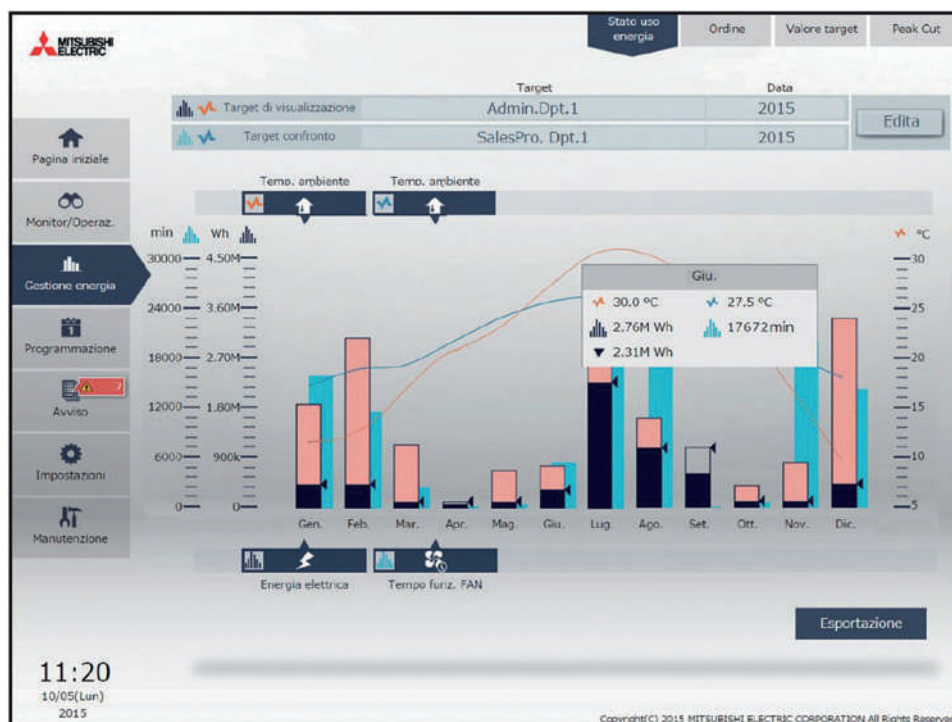 MITSUBISHI
ELECTRIC
Stato uso
energia
Ordine
Valore target
Peak Cut
Target
Data
Target di visualizzazione
Admin.Dpt.1
2015
Target confronto
SalesPro. Dpt.1
2015
Edita
Pagina iniziale
Monitor/Operaz.
Gestione energia
1
Programmazione
2
Avviso
Impostazioni
Manutenzione
Temp. ambiente
Temp. ambiente
min
Wh
°C
30000
4.50M
30
24000
3.60M
25
18000
2.70M
20
12000
1.80M
15
6000
900k
10
0
0
5
Giu.
30.0 °C
27.5 °C
2.76M Wh
17672min
2.31M Wh
Gen. Feb. Mar. Apr. Mag. Giu. Lug. Ago. Set. Ott. Nov. Dic.
Energia elettrica
Tempo funz. FAN
Esportazione
11:20
10/05(Lun)
2015
Copyright(C) 2015 MITSUBISHI ELECTRIC CORPORATION All Rights Reserved